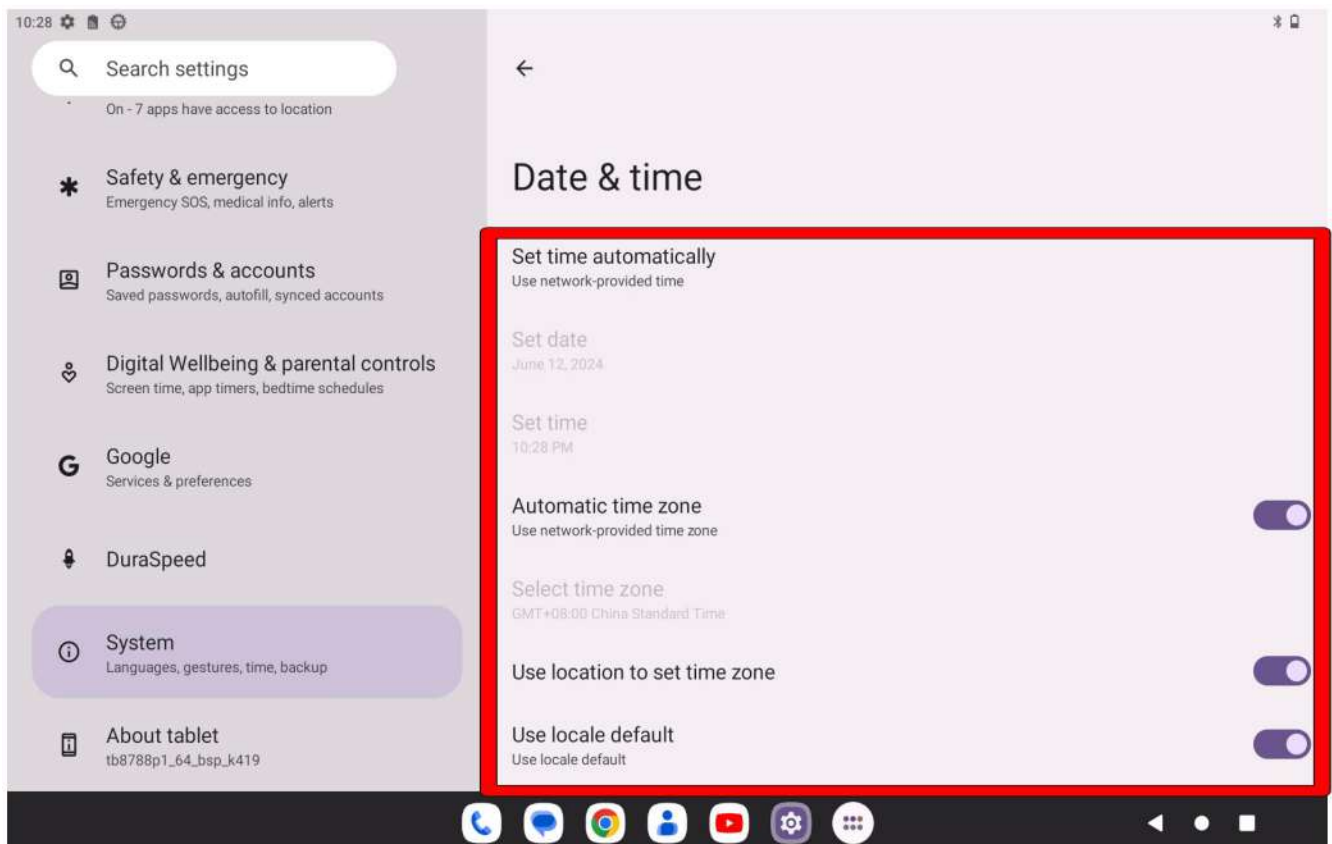 10:28
Search settings
On - 7 apps have access to location
Safety & emergency
Emergency SOS, medical info, alerts
Passwords & accounts
Saved passwords, autofill, synced accounts
Digital Wellbeing & parental controls
Screen time, app timers, bedtime schedules
Google
Services & preferences
DuraSpeed
System
Languages, gestures, time, backup
About tablet
tb8788p1_64_bsp_k419
Date & time
Set time automatically
Use network-provided time
Set date
June 12, 2024
Set time
10:28 PM
Automatic time zone
Use network-provided time zone
Select time zone
GMT+08:00 China Standard Time
Use location to set time zone
Use locale default
Use locale default